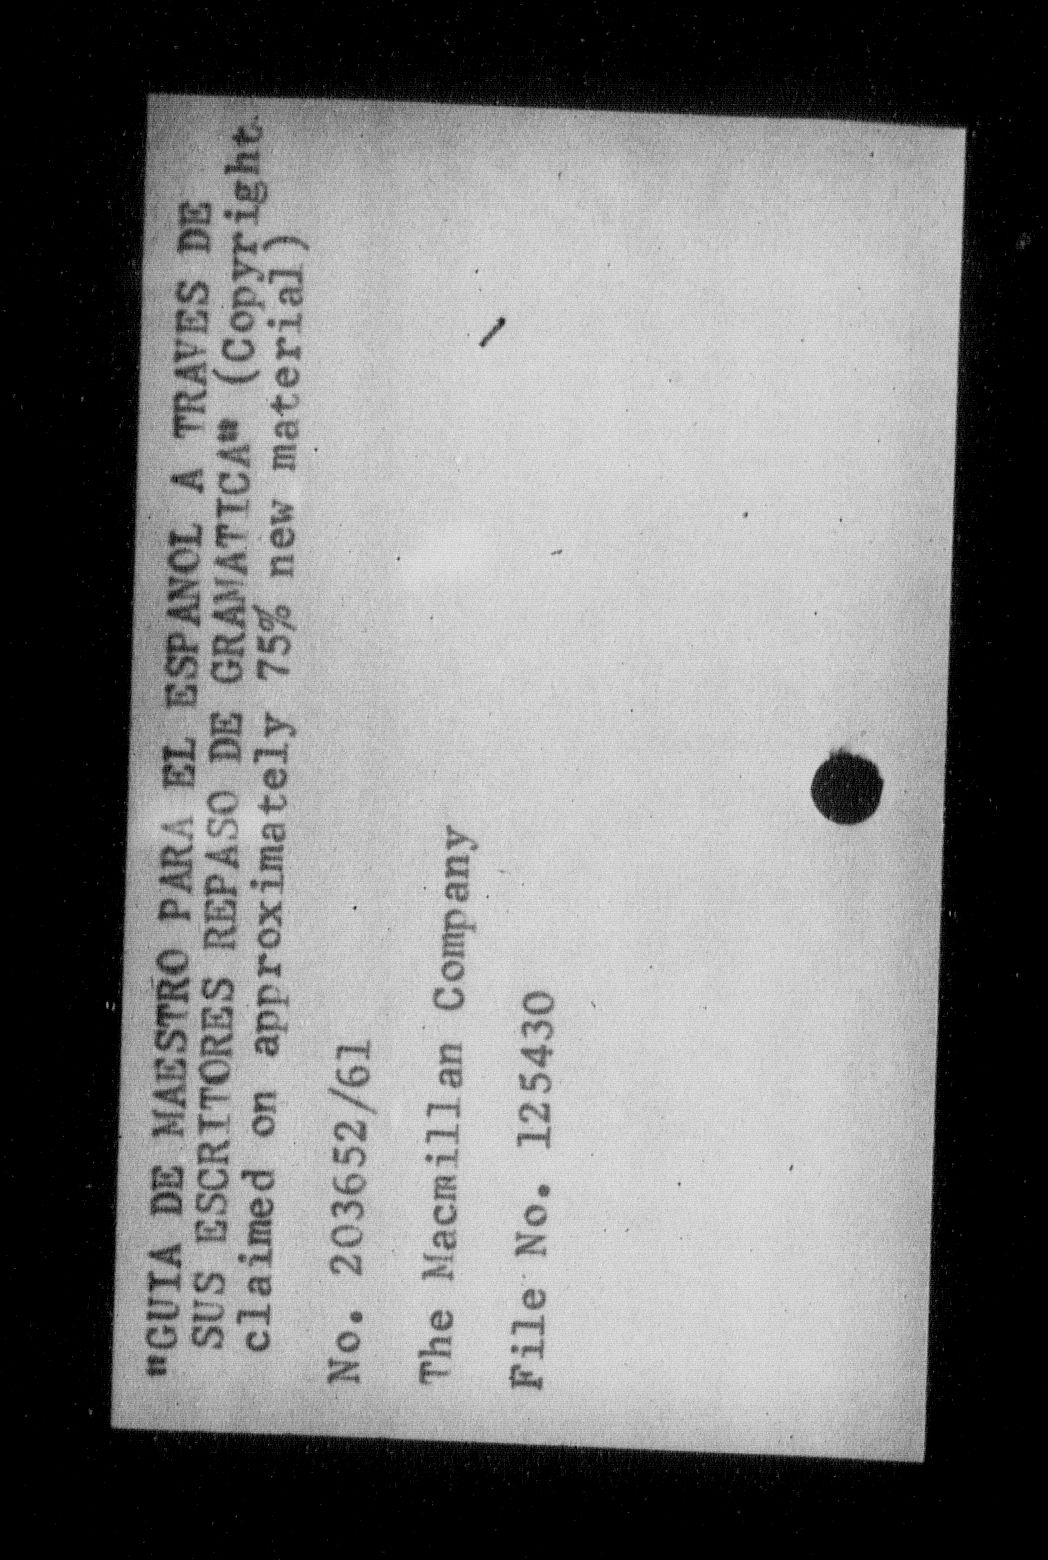 "GUIA DE MAESTRO PARA EL ESPANOL A TRAVES DE
SUS ESCRITORES REPASO DE GRAMATICA" (Copyright
claimed on approximately 75% new material)
No. 203652/61
The Macmillan Company
File No. 125430